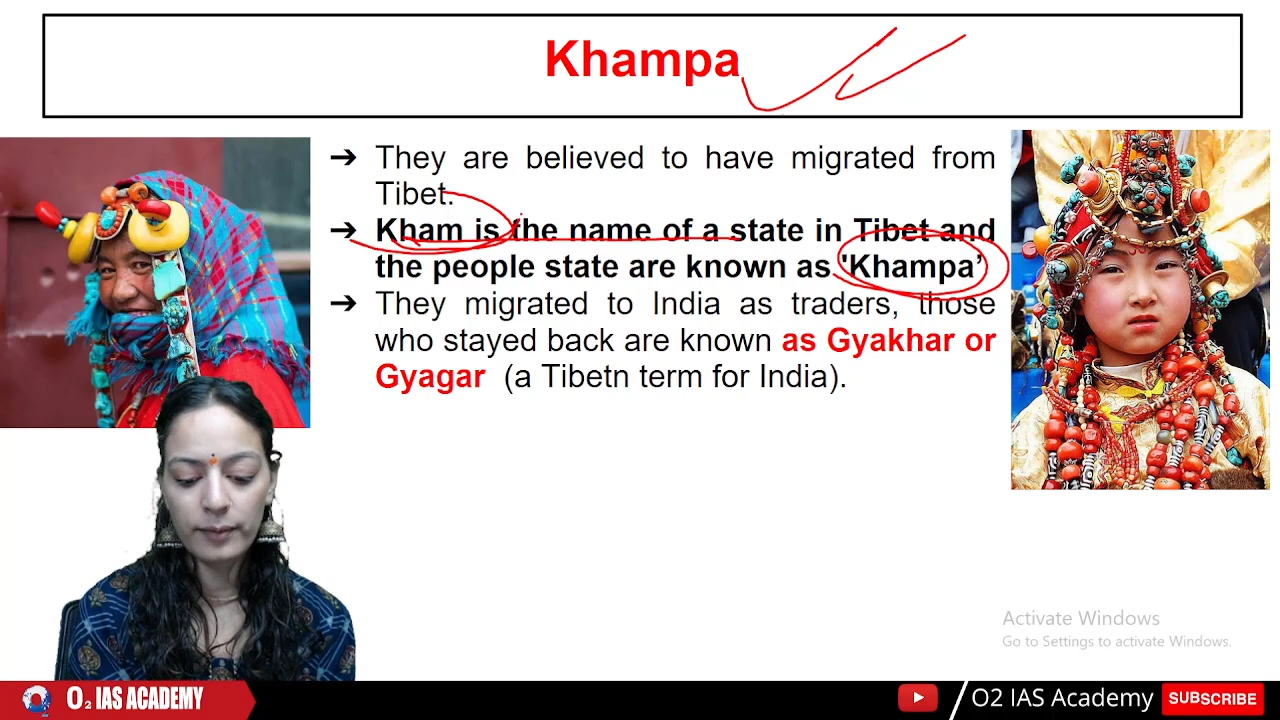 Khampa
➔ They are believed to have migrated from
Tibet.
➔ Kham is the name of a state in Tibet and
the people state are known as 'Khampa’
➔ They migrated to India as traders, those
who stayed back are known as Gyakhar or
Gyagar (a Tibetn term for India).
Activate Windows
Go to Settings to activate Windows.
O2 IAS ACADEMY
O2 IAS Academy SUBSCRIBE